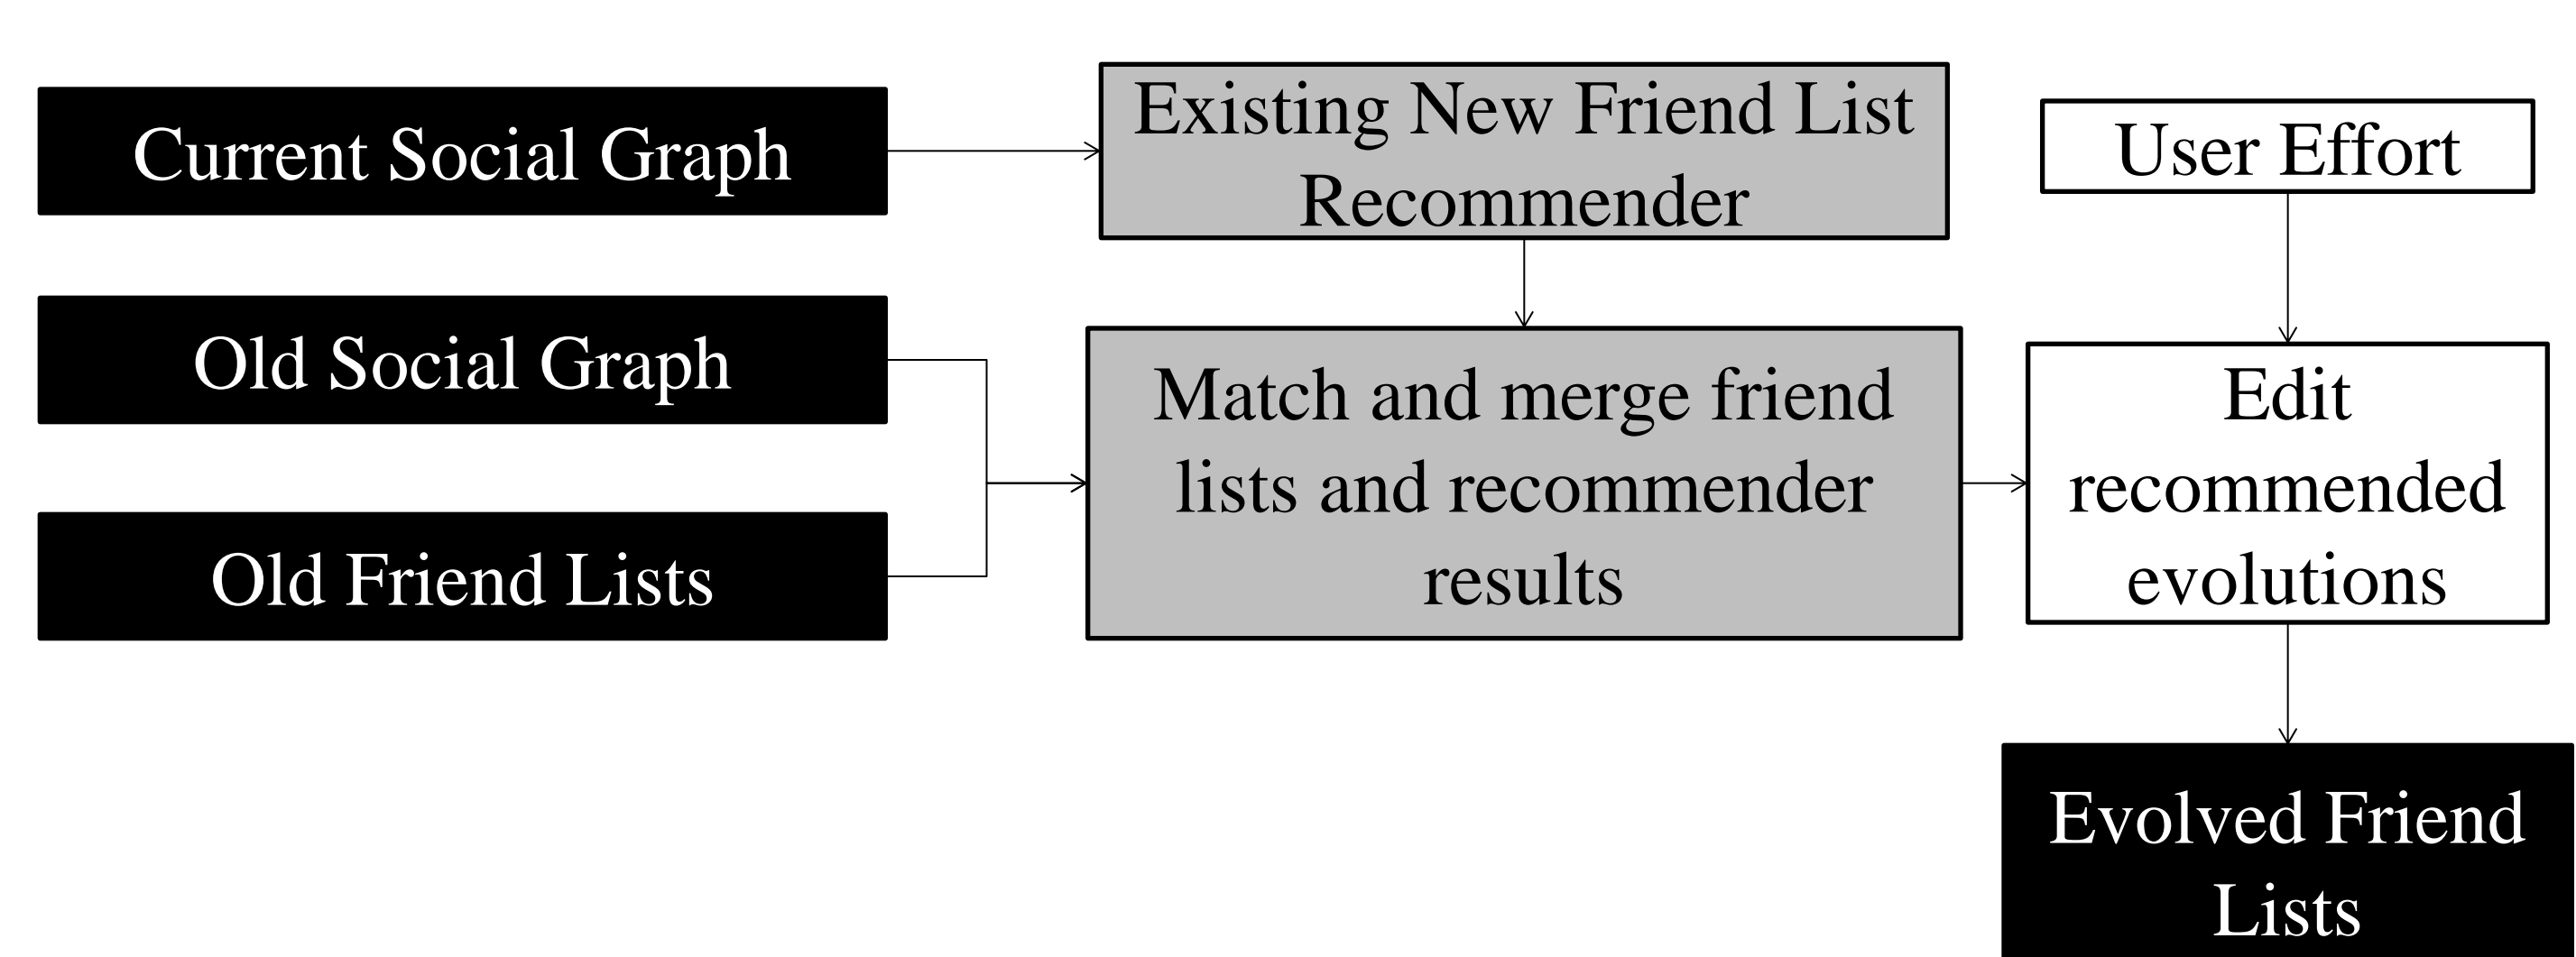 Current Social Graph
Existing New Friend List
Recommender
User Effort
Old Social Graph
Old Friend Lists
Match and merge friend
lists and recommender
results
Edit
recommended
evolutions
Evolved Friend
Lists